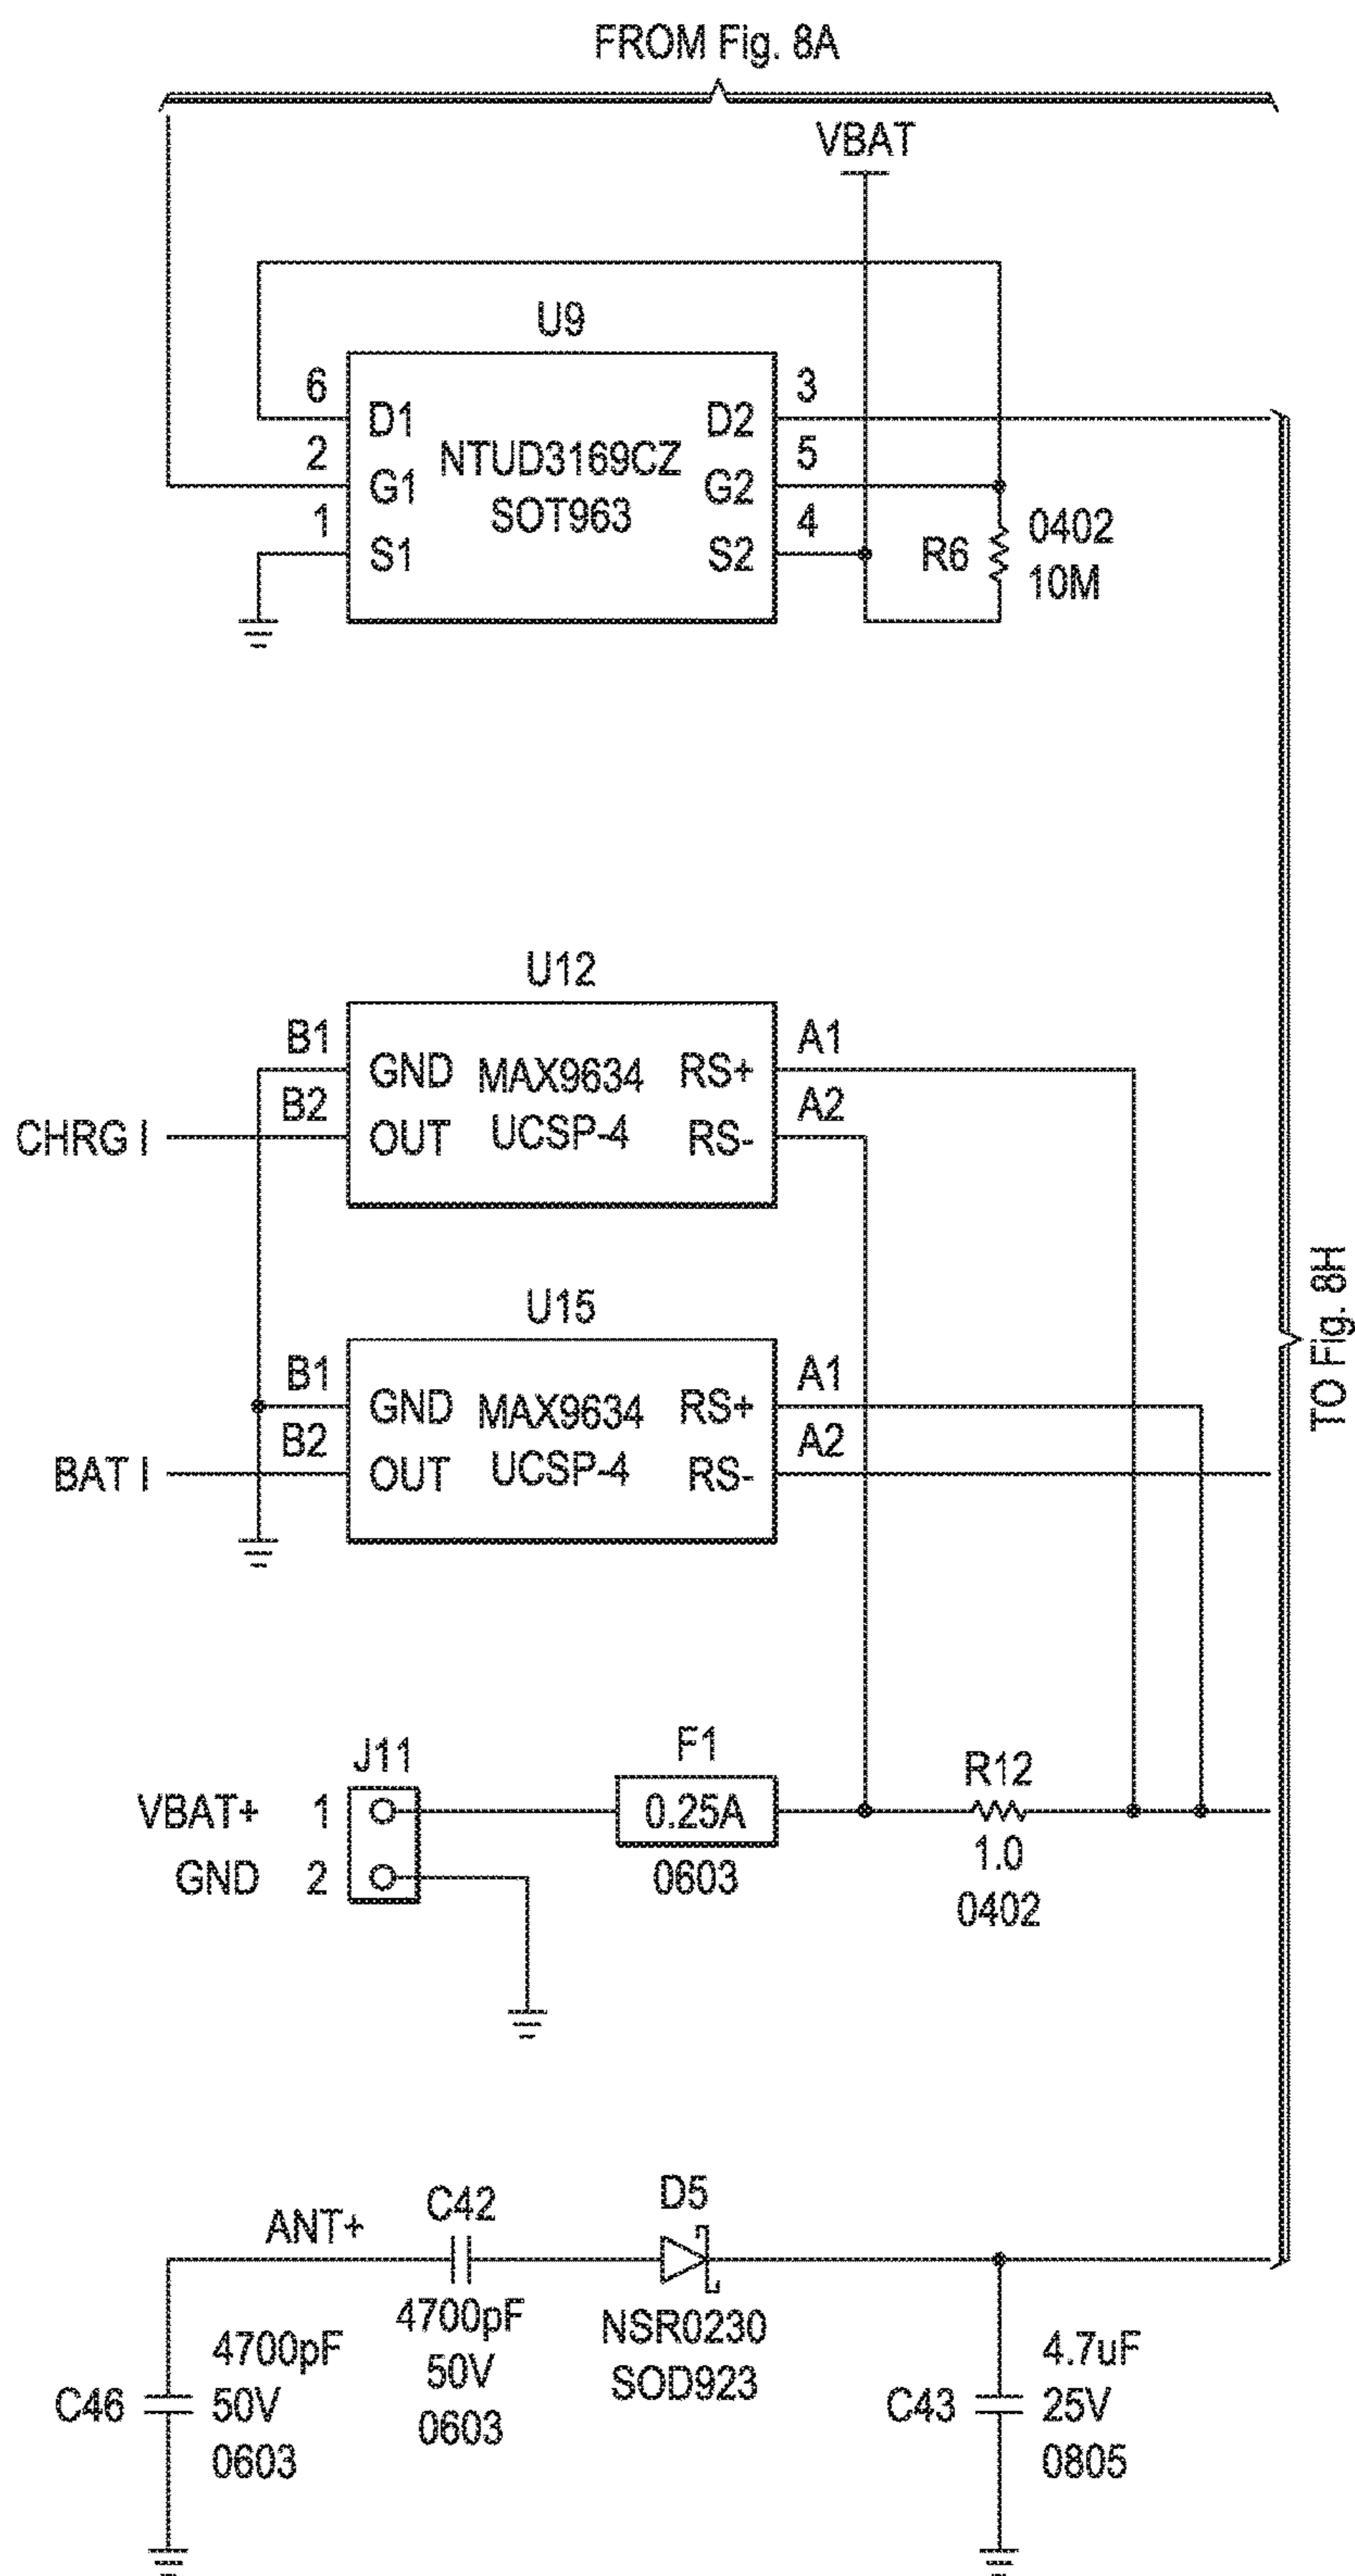 FROM Fig. 8A
VBAT
U9
6
D1
2
G1
1
S1
NTUD3169CZ
SOT963
D2
3
G2
5
S2
4
R6
0402
10M
U12
B1
GND
B2
OUT
CHRG I
MAX9634
UCSP-4
RS+
A1
RS-
A2
U15
B1
GND
B2
OUT
BAT I
MAX9634
UCSP-4
RS+
A1
RS-
A2
TO Fig. 8H
J11
VBAT+ 1
GND 2
F1
0.25A
0603
R12
1.0
0402
ANT+
C42
4700pF
50V
0603
D5
NSR0230
SOD923
C46
4700pF
50V
0603
C43
4.7uF
25V
0805